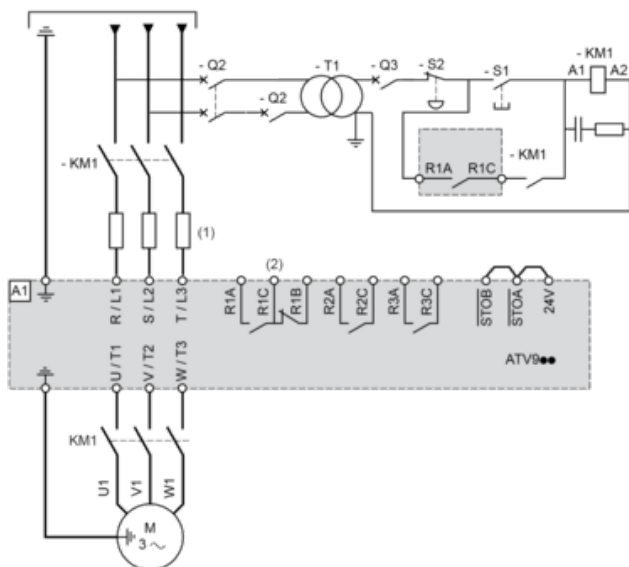 - Q2
- T1
- Q3
- S2
- S1
- KM1
A1
A2
- Q2
- KM1
R1A
R1C
- KM1
(1)
(2)
A1
R / L1
S / L2
T / L3
R1A
R1C
R1B
R2A
R2C
R3A
R3C
STOB
STOA
24V
U / T1
V / T2
W / T3
ATV9●●
KM1
U1
V1
W1
M
3 ~